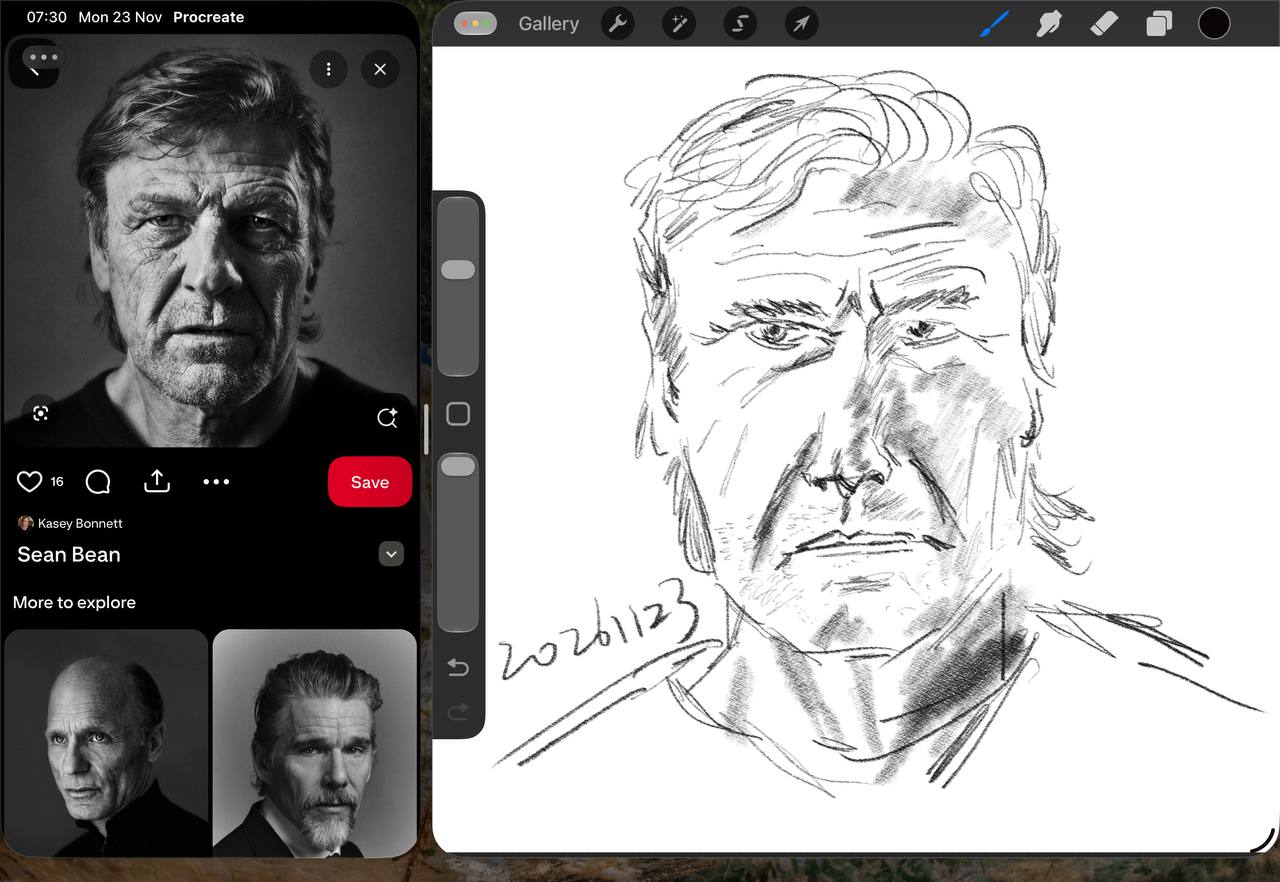 07:30 Mon 23 Nov Procreate
Gallery
16
Save
Kasey Bonnett
Sean Bean
More to explore
20261123